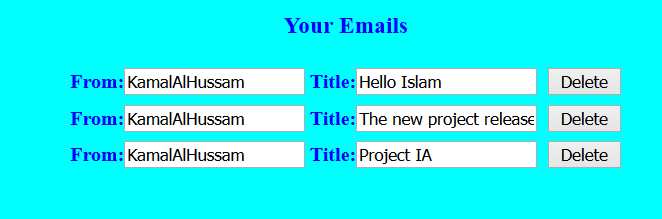 Your Emails
From: KamalAlHussam Title: Hello Islam Delete
From: KamalAlHussam Title: The new project release Delete
From: KamalAlHussam Title: Project IA Delete